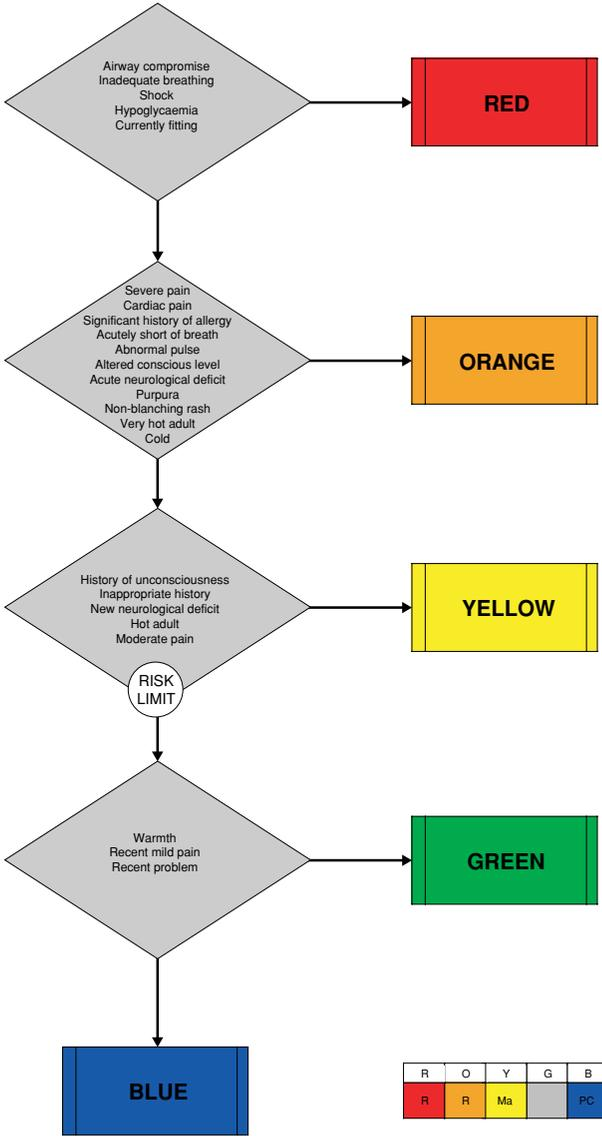 Airway compromise
Inadequate breathing
Shock
Hypoglycaemia
Currently fitting
RED
Severe pain
Cardiac pain
Significant history of allergy
Acutely short of breath
Abnormal pulse
Altered conscious level
Acute neurological deficit
Purpura
Non-blanching rash
Very hot adult
Cold
ORANGE
History of unconsciousness
Inappropriate history
New neurological deficit
Hot adult
Moderate pain
YELLOW
RISK
LIMIT
Warmth
Recent mild pain
Recent problem
GREEN
BLUE
R O Y G B
R R Ma PC